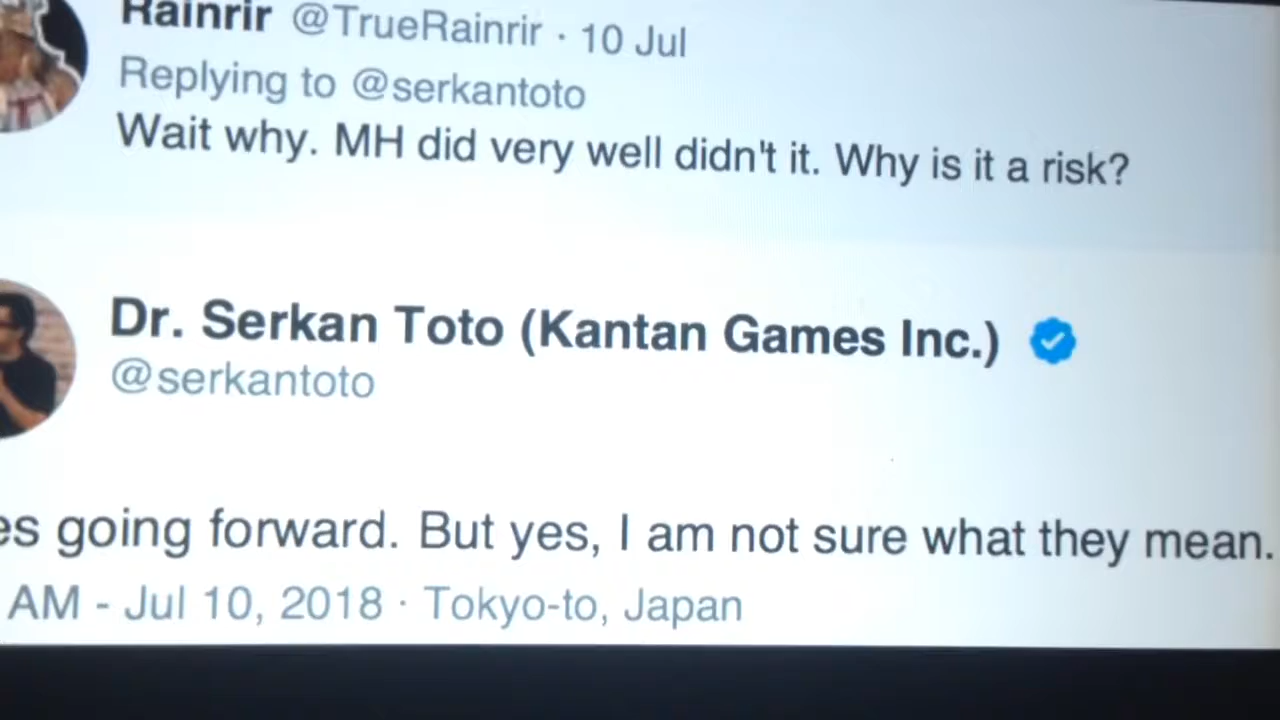 Rainrir @TrueRainrir · 10 Jul
Replying to @serkantoto
Wait why. MH did very well didn't it. Why is it a risk?
Dr. Serkan Toto (Kantan Games Inc.)
@serkantoto
es going forward. But yes, I am not sure what they mean.
AM - Jul 10, 2018 · Tokyo-to, Japan